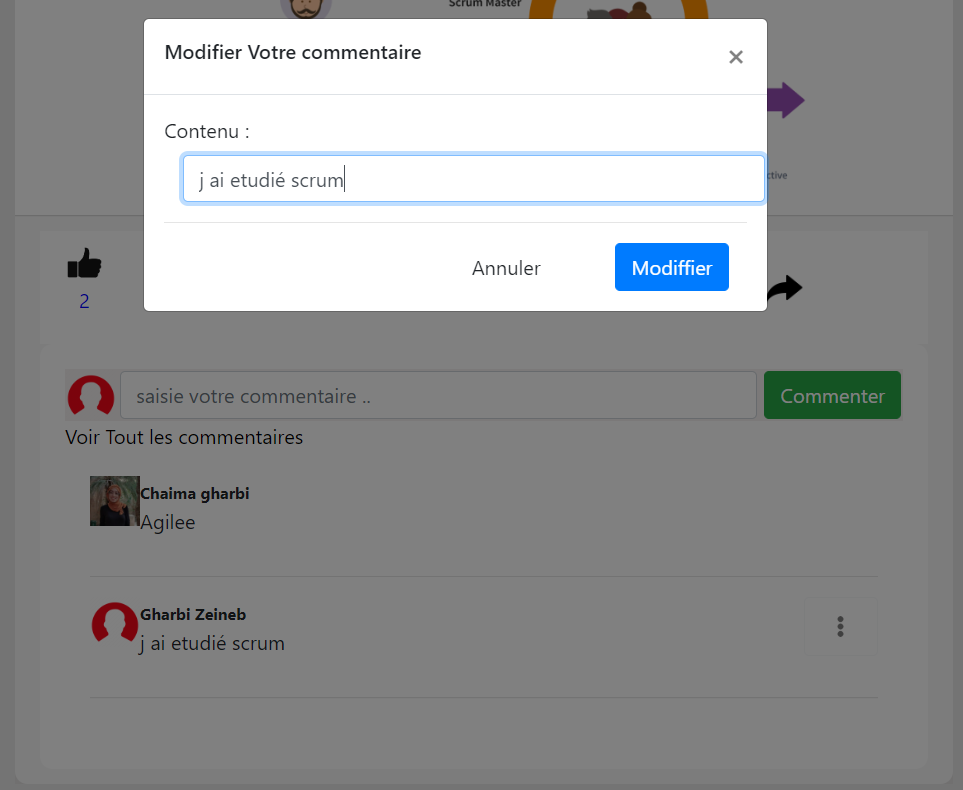 Scrum Master
Modifier Votre commentaire
×
Contenu :
j ai etudié scrum
Annuler
Modiffier
2
saisie votre commentaire ..
Commenter
Voir Tout les commentaires
Chaima gharbi
Agilee
Gharbi Zeineb
j ai etudié scrum